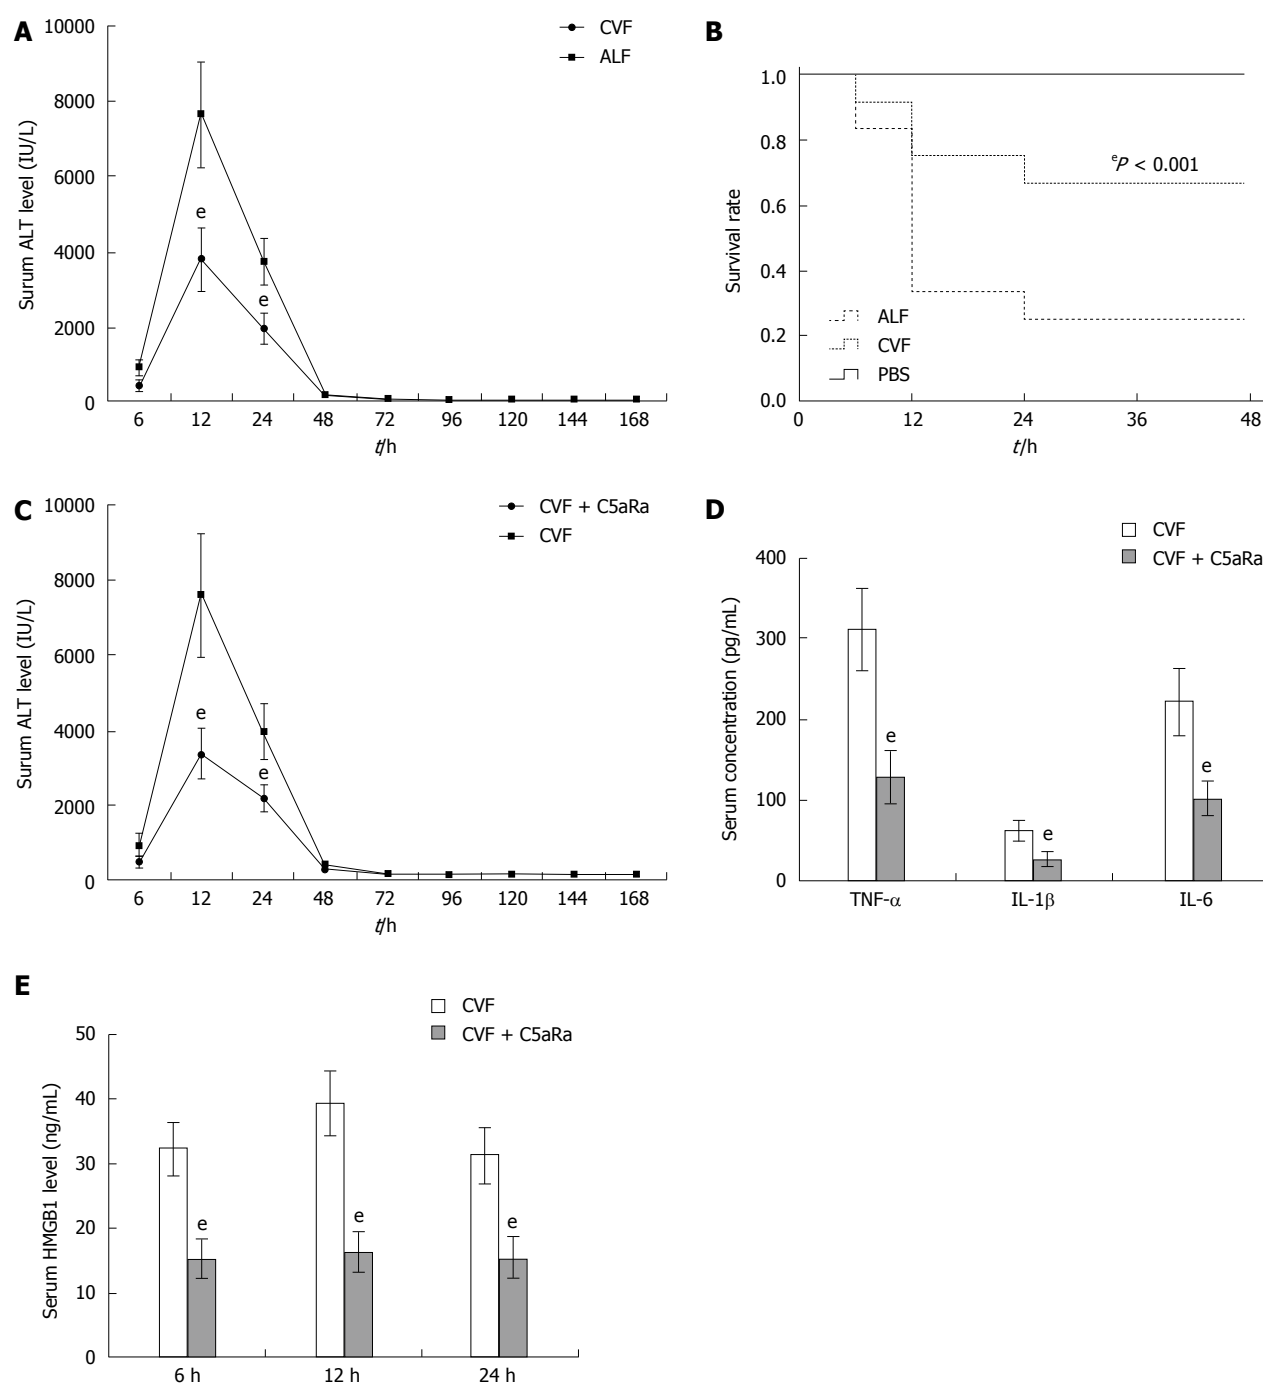 A
10000
8000
6000
4000
2000
0
Surum ALT level (IU/L)
CVF
ALF
e
e
6 12 24 48 72 96 120 144 168
t/h
B
1.0
0.8
0.6
0.4
0.2
0.0
Survival rate
eP < 0.001
ALF
CVF
PBS
0 12 24 36 48
t/h
C
10000
8000
6000
4000
2000
0
Surum ALT level (IU/L)
CVF + C5aRa
CVF
e
e
6 12 24 48 72 96 120 144 168
t/h
D
CVF
CVF + C5aRa
400
300
200
100
0
Serum concentration (pg/mL)
e
e
e
TNF-α IL-1β IL-6
E
CVF
CVF + C5aRa
50
40
30
20
10
0
Serum HMGB1 level (ng/mL)
e
e
e
6 h 12 h 24 h